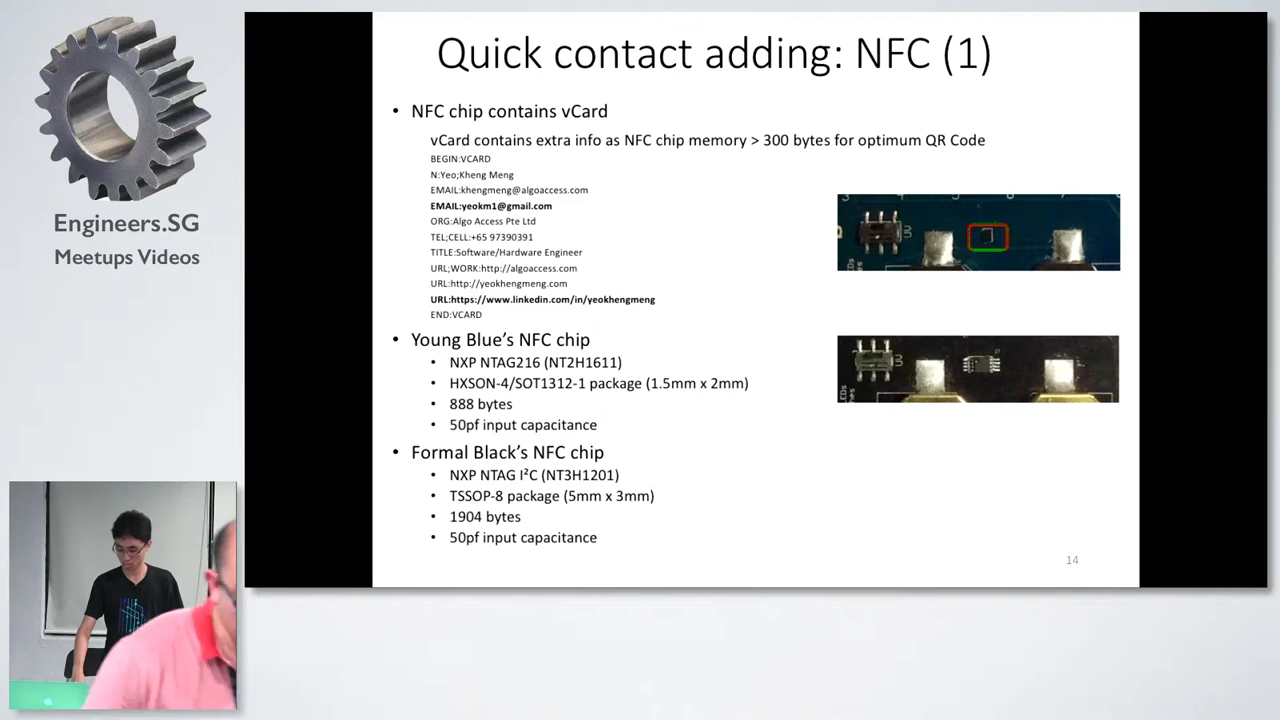 Engineers.SG
Meetups Videos
Quick contact adding: NFC (1)
• NFC chip contains vCard
vCard contains extra info as NFC chip memory > 300 bytes for optimum QR Code
BEGIN:VCARD
N:Yeo;Kheng Meng
EMAIL:khengmeng@algoaccess.com
EMAIL:yeokm1@gmail.com
ORG:Algo Access Pte Ltd
TEL;CELL:+65 97390391
TITLE:Software/Hardware Engineer
URL;WORK:http://algoaccess.com
URL:http://yeokhengmeng.com
URL:https://www.linkedin.com/in/yeokhengmeng
END:VCARD
• Young Blue’s NFC chip
• NXP NTAG216 (NT2H1611)
• HXSON-4/SOT1312-1 package (1.5mm x 2mm)
• 888 bytes
• 50pf input capacitance
• Formal Black’s NFC chip
• NXP NTAG I²C (NT3H1201)
• TSSOP-8 package (5mm x 3mm)
• 1904 bytes
• 50pf input capacitance
14